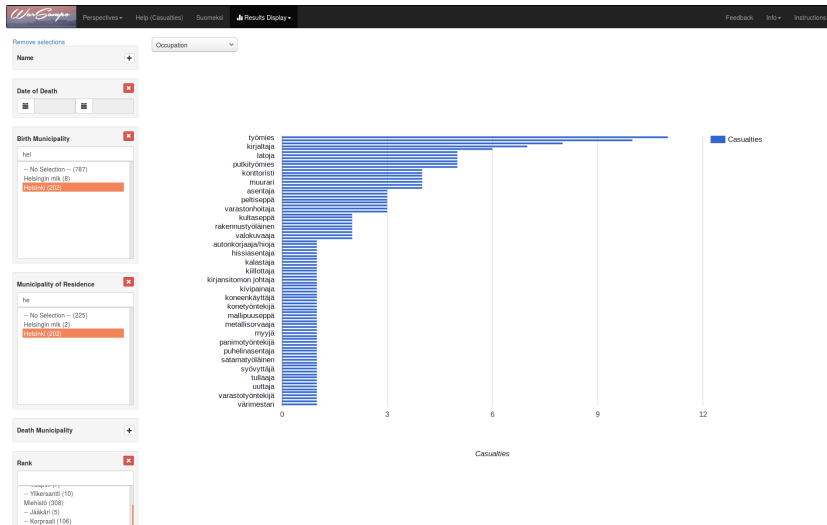 WarSampo
Perspectives
Help (Casualties)
Suomeksi
Results Display
Feedback
Info
Instructions
Remove selections
Name
Date of Death
Birth Municipality
hel
-- No Selection -- (787)
Helsingin mlk (8)
Helsinki (202)
Municipality of Residence
he
-- No Selection -- (225)
Helsingin mlk (2)
Helsinki (202)
Death Municipality
Rank
-- Ylikersantti (10)
Miehistö (308)
-- Jääkäri (5)
-- Korpraali (106)
Occupation
työmies
kirjaltaja
latoja
putkityömies
konttoristi
muurari
asentaja
peltiseppä
varastonhoitaja
kultaseppä
rakennustyöläinen
valokuvaaja
autonkorjaaja/hioja
hissiasentaja
kalastaja
kiillottaja
kirjansitomon johtaja
kivipainaja
koneenkäyttäjä
konetyöntekijä
mallipuuseppä
metallisorvaaja
myyjä
panimotyöntekijä
puhelinasentaja
satamatyöläinen
syövyttäjä
tullaaja
uuttaja
varastotyöntekijä
värimestari
0 3 6 9 12
Casualties
Casualties